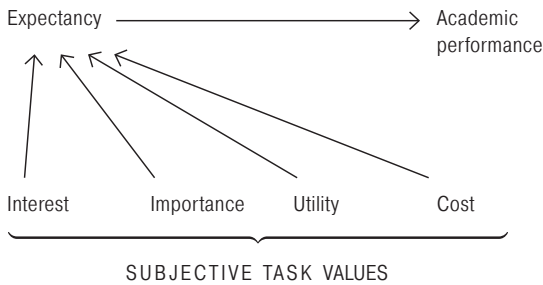 Expectancy
Academic
performance
Interest
Importance
Utility
Cost
SUBJECTIVE TASK VALUES